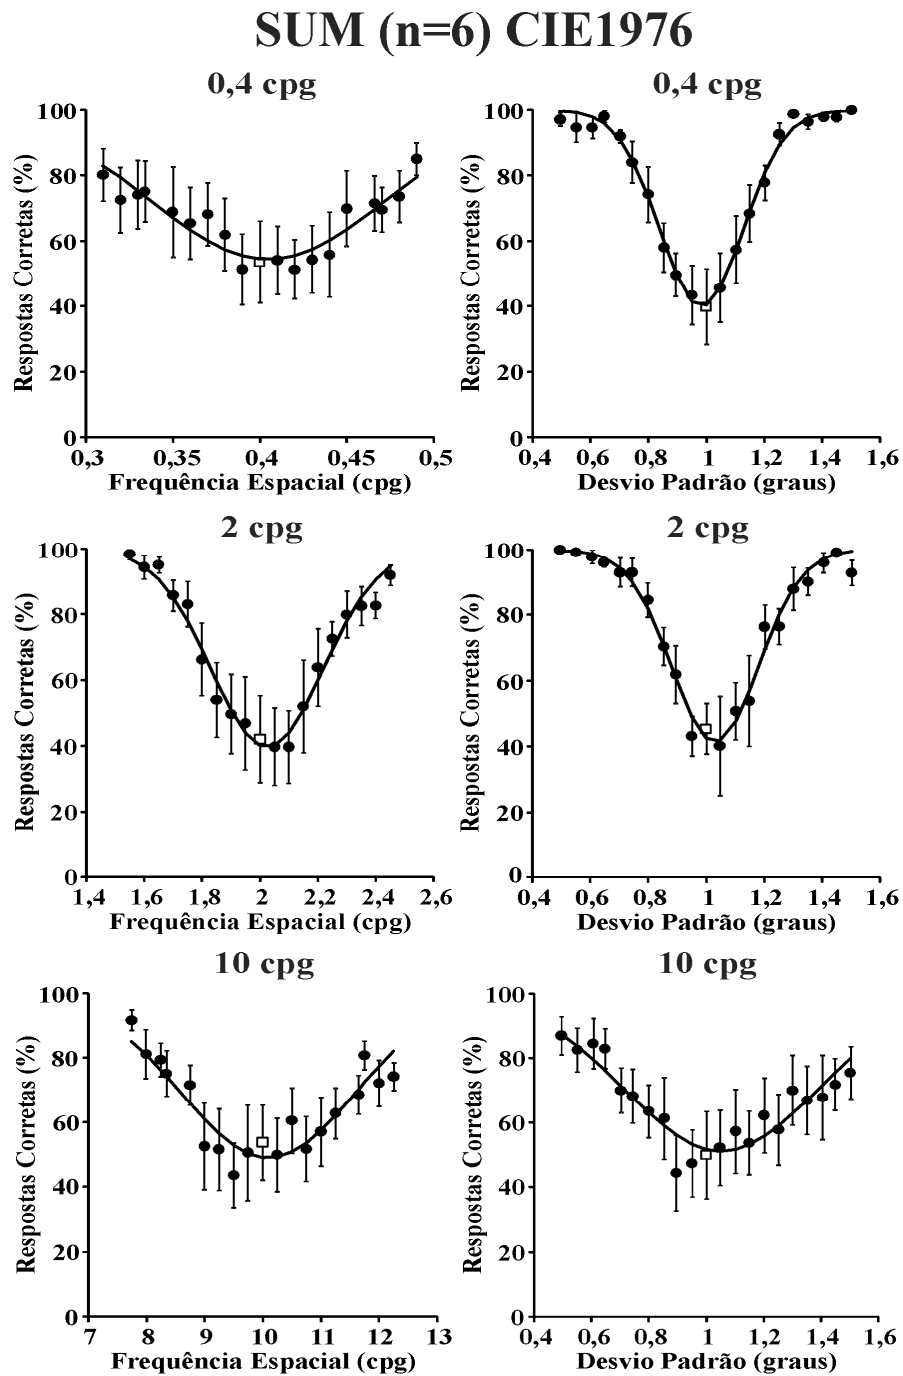 SUM (n=6) CIE1976
0,4 cpg
0,4 cpg
Respostas Corretas (%)
100
80
60
40
20
0
0,3 0,35 0,4 0,45 0,5
Frequência Espacial (cpg)
Respostas Corretas (%)
100
80
60
40
20
0
0,4 0,6 0,8 1 1,2 1,4 1,6
Desvio Padrão (graus)
2 cpg
2 cpg
Respostas Corretas (%)
100
80
60
40
20
0
1,4 1,6 1,8 2 2,2 2,4 2,6
Frequência Espacial (cpg)
Respostas Corretas (%)
100
80
60
40
20
0
0,4 0,6 0,8 1 1,2 1,4 1,6
Desvio Padrão (graus)
10 cpg
10 cpg
Respostas Corretas (%)
100
80
60
40
20
0
7 8 9 10 11 12 13
Frequência Espacial (cpg)
Respostas Corretas (%)
100
80
60
40
20
0
0,4 0,6 0,8 1 1,2 1,4 1,6
Desvio Padrão (graus)